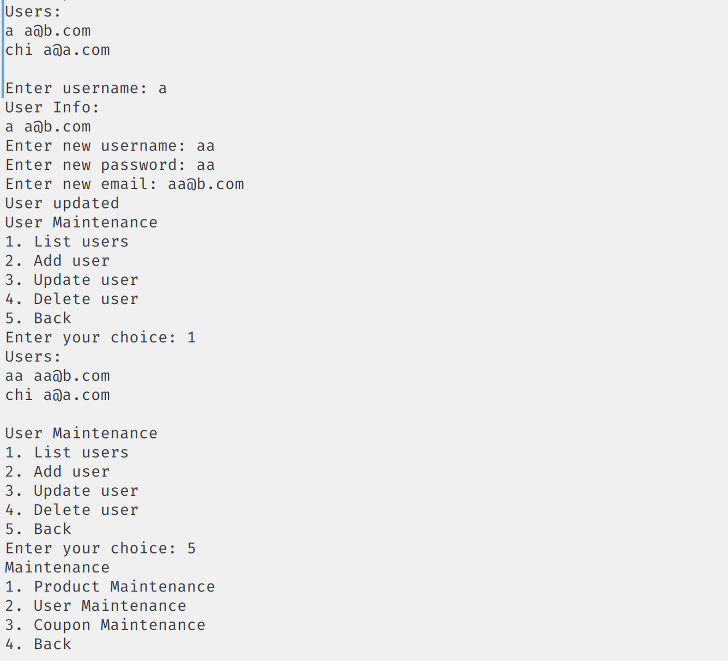 Users:
a a@b.com
chi a@a.com

Enter username: a
User Info:
a a@b.com
Enter new username: aa
Enter new password: aa
Enter new email: aa@b.com
User updated
User Maintenance
1. List users
2. Add user
3. Update user
4. Delete user
5. Back
Enter your choice: 1
Users:
aa aa@b.com
chi a@a.com

User Maintenance
1. List users
2. Add user
3. Update user
4. Delete user
5. Back
Enter your choice: 5
Maintenance
1. Product Maintenance
2. User Maintenance
3. Coupon Maintenance
4. Back